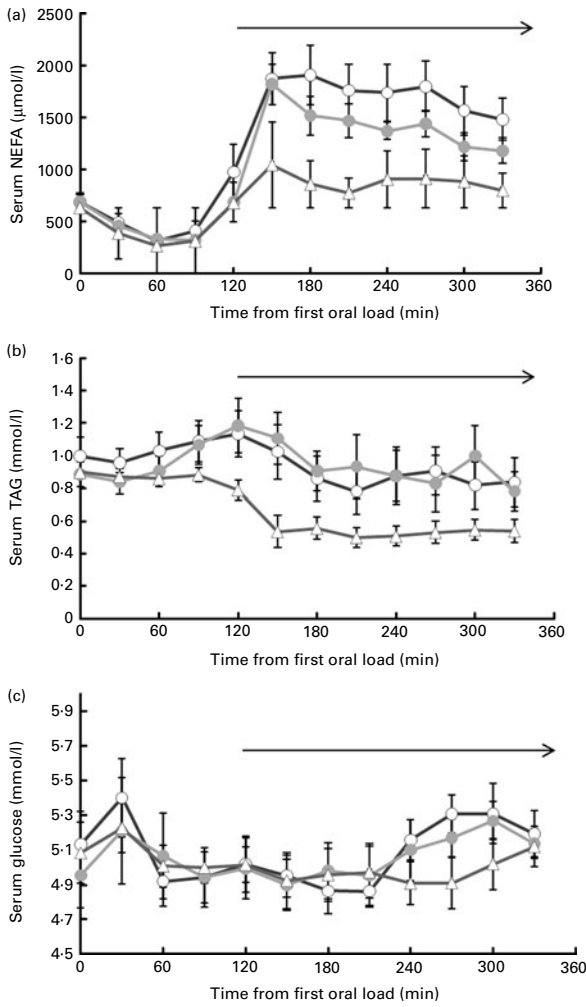 (a)
2500
2000
1500
1000
500
0
Serum NEFA (μmol/l)
0 60 120 180 240 300 360
Time from first oral load (min)
(b)
1·6
1·4
1·2
1·0
0·8
0·6
0·4
0·2
0
Serum TAG (mmol/l)
0 60 120 180 240 300 360
Time from first oral load (min)
(c)
5·9
5·7
5·5
5·3
5·1
4·9
4·7
4·5
Serum glucose (mmol/l)
0 60 120 180 240 300 360
Time from first oral load (min)